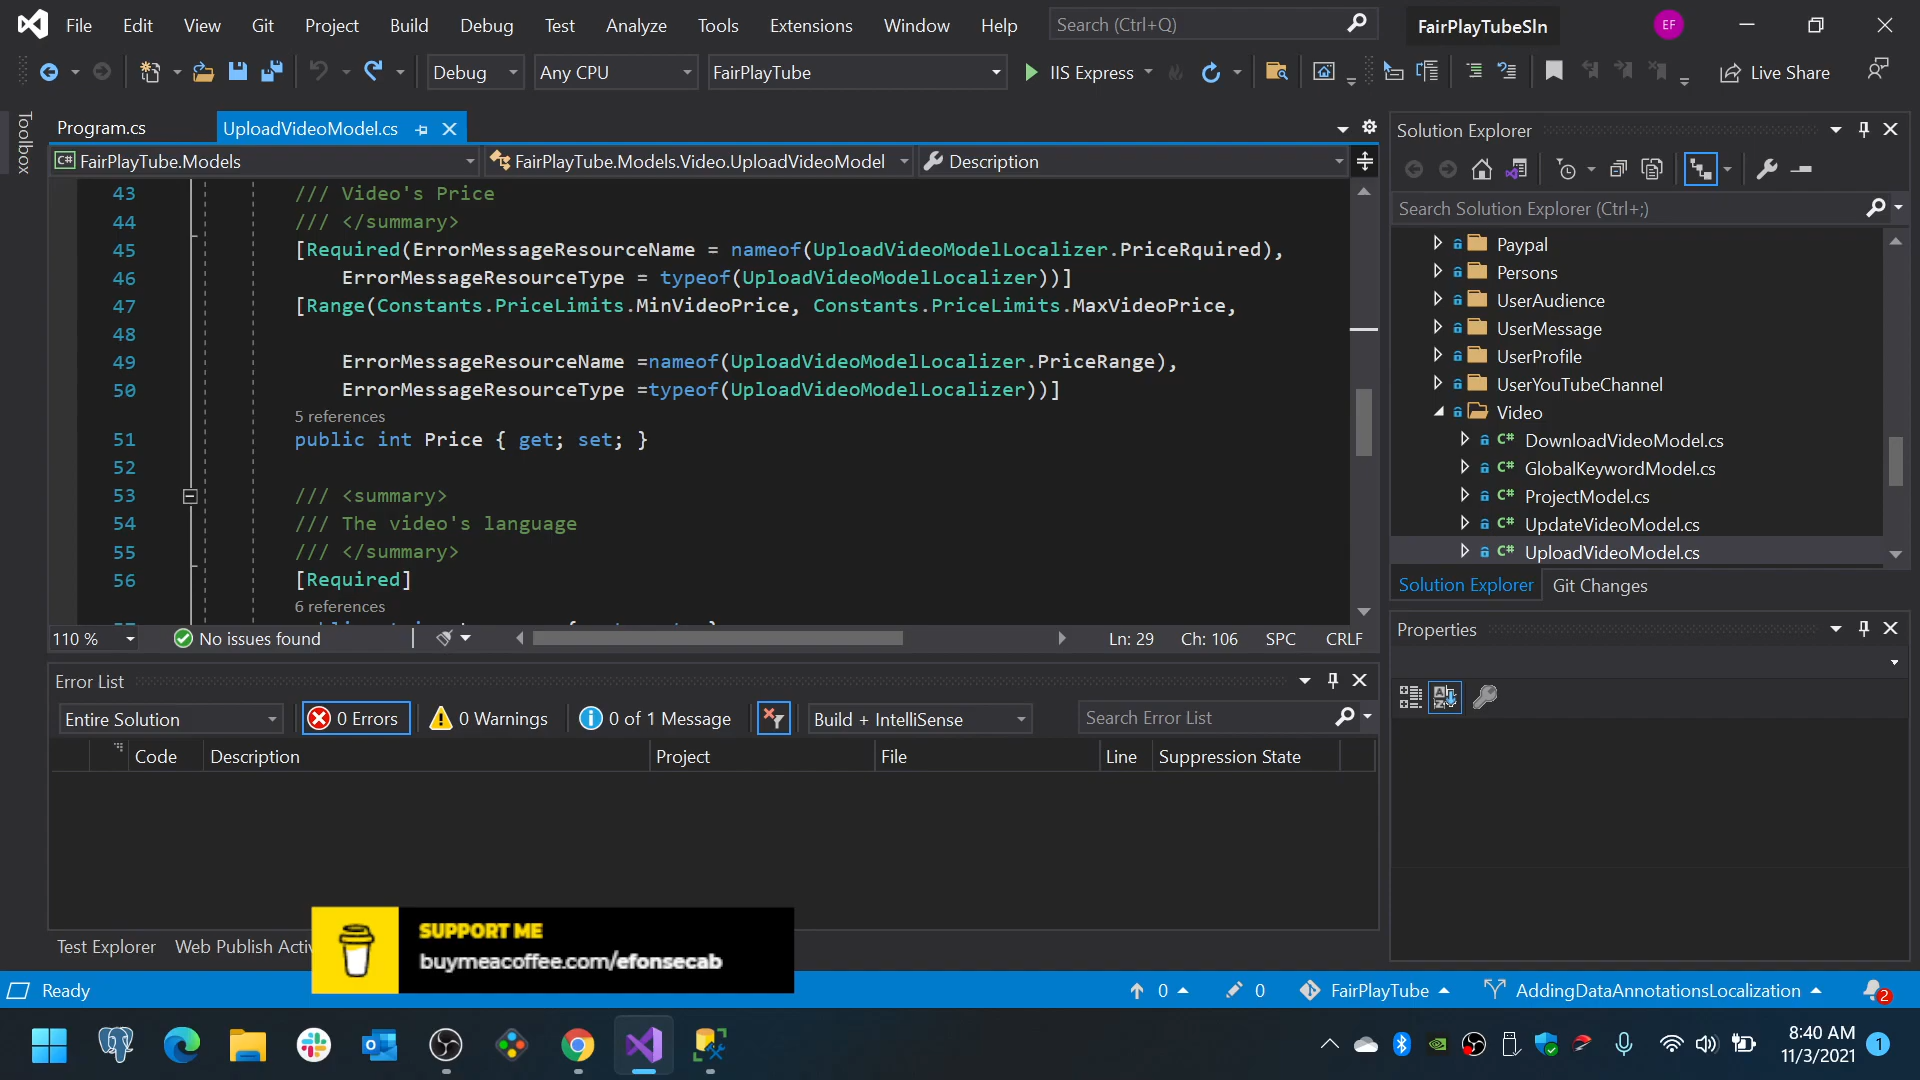 File Edit View Git Project Build Debug Test Analyze Tools Extensions Window Help Search (Ctrl+Q) FairPlayTubeSln EF
Debug Any CPU FairPlayTube IIS Express Live Share
Toolbox
Program.cs UploadVideoModel.cs
C# FairPlayTube.Models FairPlayTube.Models.Video.UploadVideoModel Description
43 /// Video's Price
44 /// </summary>
45 [Required(ErrorMessageResourceName = nameof(UploadVideoModelLocalizer.PriceRquired),
46 ErrorMessageResourceType = typeof(UploadVideoModelLocalizer))]
47 [Range(Constants.PriceLimits.MinVideoPrice, Constants.PriceLimits.MaxVideoPrice,
48
49 ErrorMessageResourceName =nameof(UploadVideoModelLocalizer.PriceRange),
50 ErrorMessageResourceType =typeof(UploadVideoModelLocalizer))]
5 references
51 public int Price { get; set; }
52
53 /// <summary>
54 /// The video's language
55 /// </summary>
56 [Required]
6 references
110 % No issues found Ln: 29 Ch: 106 SPC CRLF
Error List
Entire Solution 0 Errors 0 Warnings 0 of 1 Message Build + IntelliSense Search Error List
Code Description Project File Line Suppression State
Test Explorer Web Publish Activ
SUPPORT ME
buymeacoffee.com/efonsecab
Solution Explorer
Search Solution Explorer (Ctrl+;)
Paypal
Persons
UserAudience
UserMessage
UserProfile
UserYouTubeChannel
Video
C# DownloadVideoModel.cs
C# GlobalKeywordModel.cs
C# ProjectModel.cs
C# UpdateVideoModel.cs
C# UploadVideoModel.cs
Solution Explorer Git Changes
Properties
Ready 0 0 FairPlayTube AddingDataAnnotationsLocalization 2
8:40 AM
11/3/2021 1